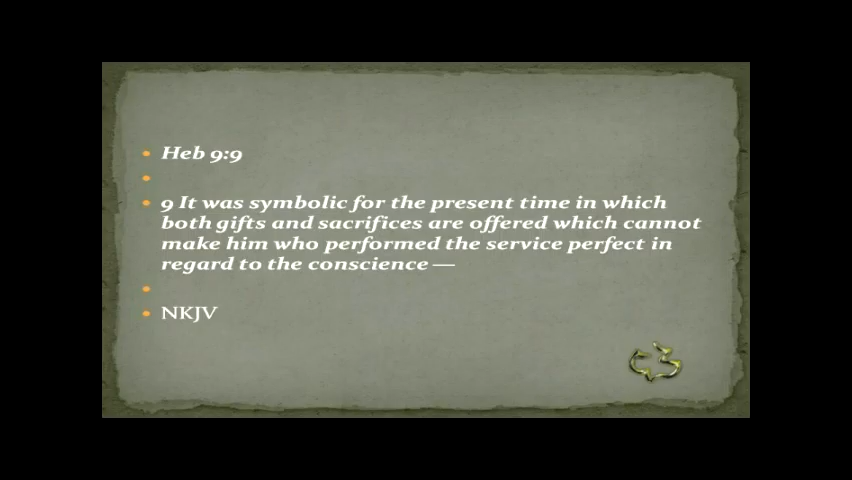 Heb 9:9
9 It was symbolic for the present time in which
both gifts and sacrifices are offered which cannot
make him who performed the service perfect in
regard to the conscience —
NKJV
C3